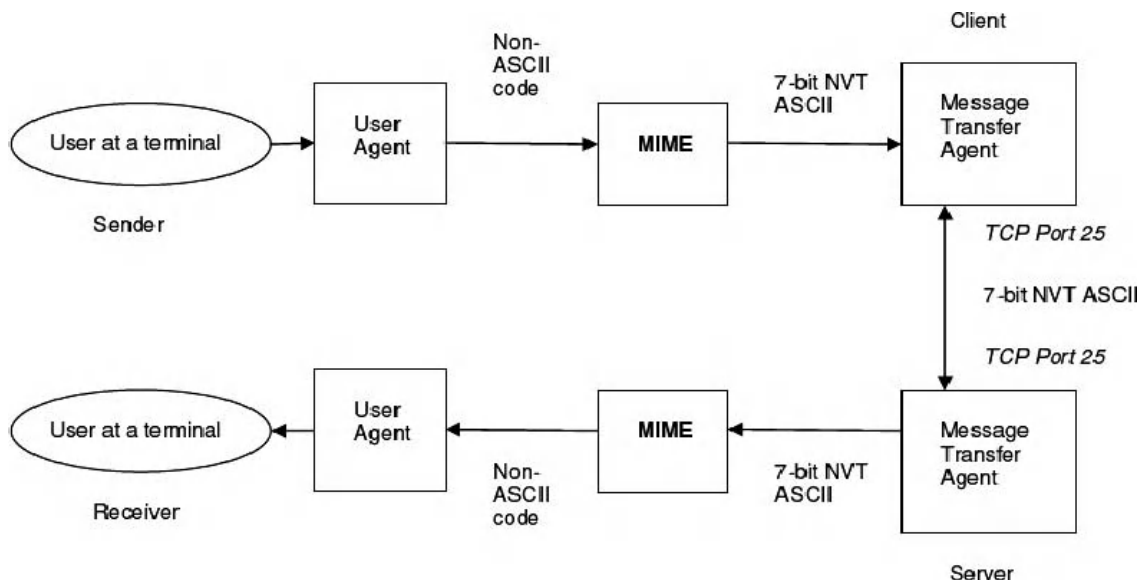 Client
Non-
ASCII
code
7-bit NVT
ASCII
User at a terminal
User
Agent
MIME
Message
Transfer
Agent
Sender
TCP Port 25
7-bit NVT ASCII
TCP Port 25
User at a terminal
User
Agent
MIME
Message
Transfer
Agent
Non-
ASCII
code
7-bit NVT
ASCII
Receiver
Server